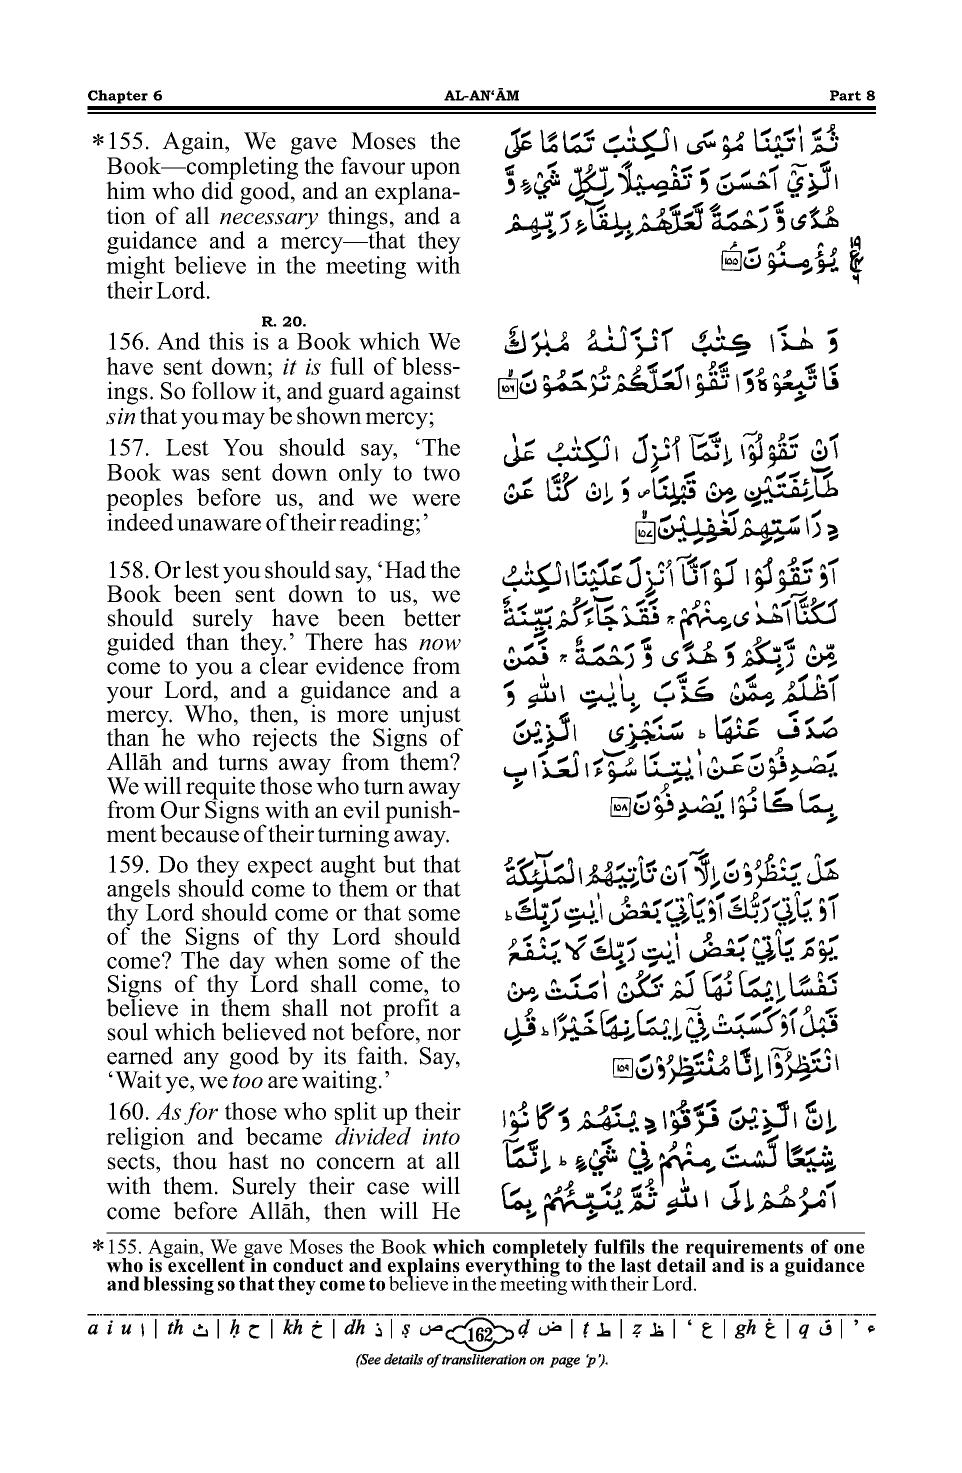 Chapter 6 AL-AN‘ĀM Part 8
*155. Again, We gave Moses the
Book—completing the favour upon
him who did good, and an explana-
tion of all necessary things, and a
guidance and a mercy—that they
might believe in the meeting with
their Lord.
R. 20.
156. And this is a Book which We
have sent down; it is full of bless-
ings. So follow it, and guard against
sin that you may be shown mercy;
157. Lest You should say, ‘The
Book was sent down only to two
peoples before us, and we were
indeed unaware of their reading;’
158. Or lest you should say, ‘Had the
Book been sent down to us, we
should surely have been better
guided than they.’ There has now
come to you a clear evidence from
your Lord, and a guidance and a
mercy. Who, then, is more unjust
than he who rejects the Signs of
Allāh and turns away from them?
We will requite those who turn away
from Our Signs with an evil punish-
ment because of their turning away.
159. Do they expect aught but that
angels should come to them or that
thy Lord should come or that some
of the Signs of thy Lord should
come? The day when some of the
Signs of thy Lord shall come, to
believe in them shall not profit a
soul which believed not before, nor
earned any good by its faith. Say,
‘Wait ye, we too are waiting.’
160. As for those who split up their
religion and became divided into
sects, thou hast no concern at all
with them. Surely their case will
come before Allāh, then will He
ثُمَّ اٰتَيْنَا مُوْسَى الْكِتٰبَ تَمَامًا عَلَى
الَّذِيْۤ اَحْسَنَ وَ تَفْصِيْلًا لِّكُلِّ شَيْءٍ وَّ
هُدًى وَّ رَحْمَةً لَّعَلَّهُمْ بِلِقَآءِ رَبِّهِمْ
يُؤْمِنُوْنَ ۝۱۵۵
وَ هٰذَا كِتٰبٌ اَنْزَلْنٰهُ مُبٰرَكٌ
فَاتَّبِعُوْهُ وَ اتَّقُوْا لَعَلَّكُمْ تُرْحَمُوْنَ ۝۱۵۶
اَنْ تَقُوْلُوْۤا اِنَّمَاۤ اُنْزِلَ الْكِتٰبُ عَلٰى
طَآئِفَتَيْنِ مِنْ قَبْلِنَا ۪ وَ اِنْ كُنَّا عَنْ
دِرَاسَتِهِمْ لَغٰفِلِيْنَ ۝۱۵۷
اَوْ تَقُوْلُوْا لَوْ اَنَّاۤ اُنْزِلَ عَلَيْنَا الْكِتٰبُ
لَكُنَّاۤ اَهْدٰى مِنْهُمْ ۚ فَقَدْ جَآءَكُمْ بَيِّنَةٌ
مِّنْ رَّبِّكُمْ وَ هُدًى وَّ رَحْمَةٌ ۚ فَمَنْ
اَظْلَمُ مِمَّنْ كَذَّبَ بِاٰيٰتِ اللّٰهِ وَ
صَدَفَ عَنْهَا ؕ سَنَجْزِى الَّذِيْنَ
يَصْدِفُوْنَ عَنْ اٰيٰتِنَا سُوْٓءَ الْعَذَابِ
بِمَا كَانُوْا يَصْدِفُوْنَ ۝۱۵۸
هَلْ يَنْظُرُوْنَ اِلَّاۤ اَنْ تَاْتِيَهُمُ الْمَلٰٓئِكَةُ
اَوْ يَاْتِيَ رَبُّكَ اَوْ يَاْتِيَ بَعْضُ اٰيٰتِ رَبِّكَ ؕ
يَوْمَ يَاْتِيْ بَعْضُ اٰيٰتِ رَبِّكَ لَا يَنْفَعُ
نَفْسًا اِيْمَانُهَا لَمْ تَكُنْ اٰمَنَتْ مِنْ
قَبْلُ اَوْ كَسَبَتْ فِيْۤ اِيْمَانِهَا خَيْرًا ؕ قُلِ
انْتَظِرُوْۤا اِنَّا مُنْتَظِرُوْنَ ۝۱۵۹
اِنَّ الَّذِيْنَ فَرَّقُوْا دِيْنَهُمْ وَ كَانُوْا
شِيَعًا لَّسْتَ مِنْهُمْ فِيْ شَيْءٍ ؕ اِنَّمَاۤ
اَمْرُهُمْ اِلَى اللّٰهِ ثُمَّ يُنَبِّئُهُمْ بِمَا
*155. Again, We gave Moses the Book which completely fulfils the requirements of one
who is excellent in conduct and explains everything to the last detail and is a guidance
and blessing so that they come to believe in the meeting with their Lord.
a i u ا | th ث | ḥ ح | kh خ | dh ذ | ṣ ص 162 ḍ ض | ṭ ط | ẓ ظ | ‘ ع | gh غ | q ق | ’ ء
(See details of transliteration on page ‘p’).